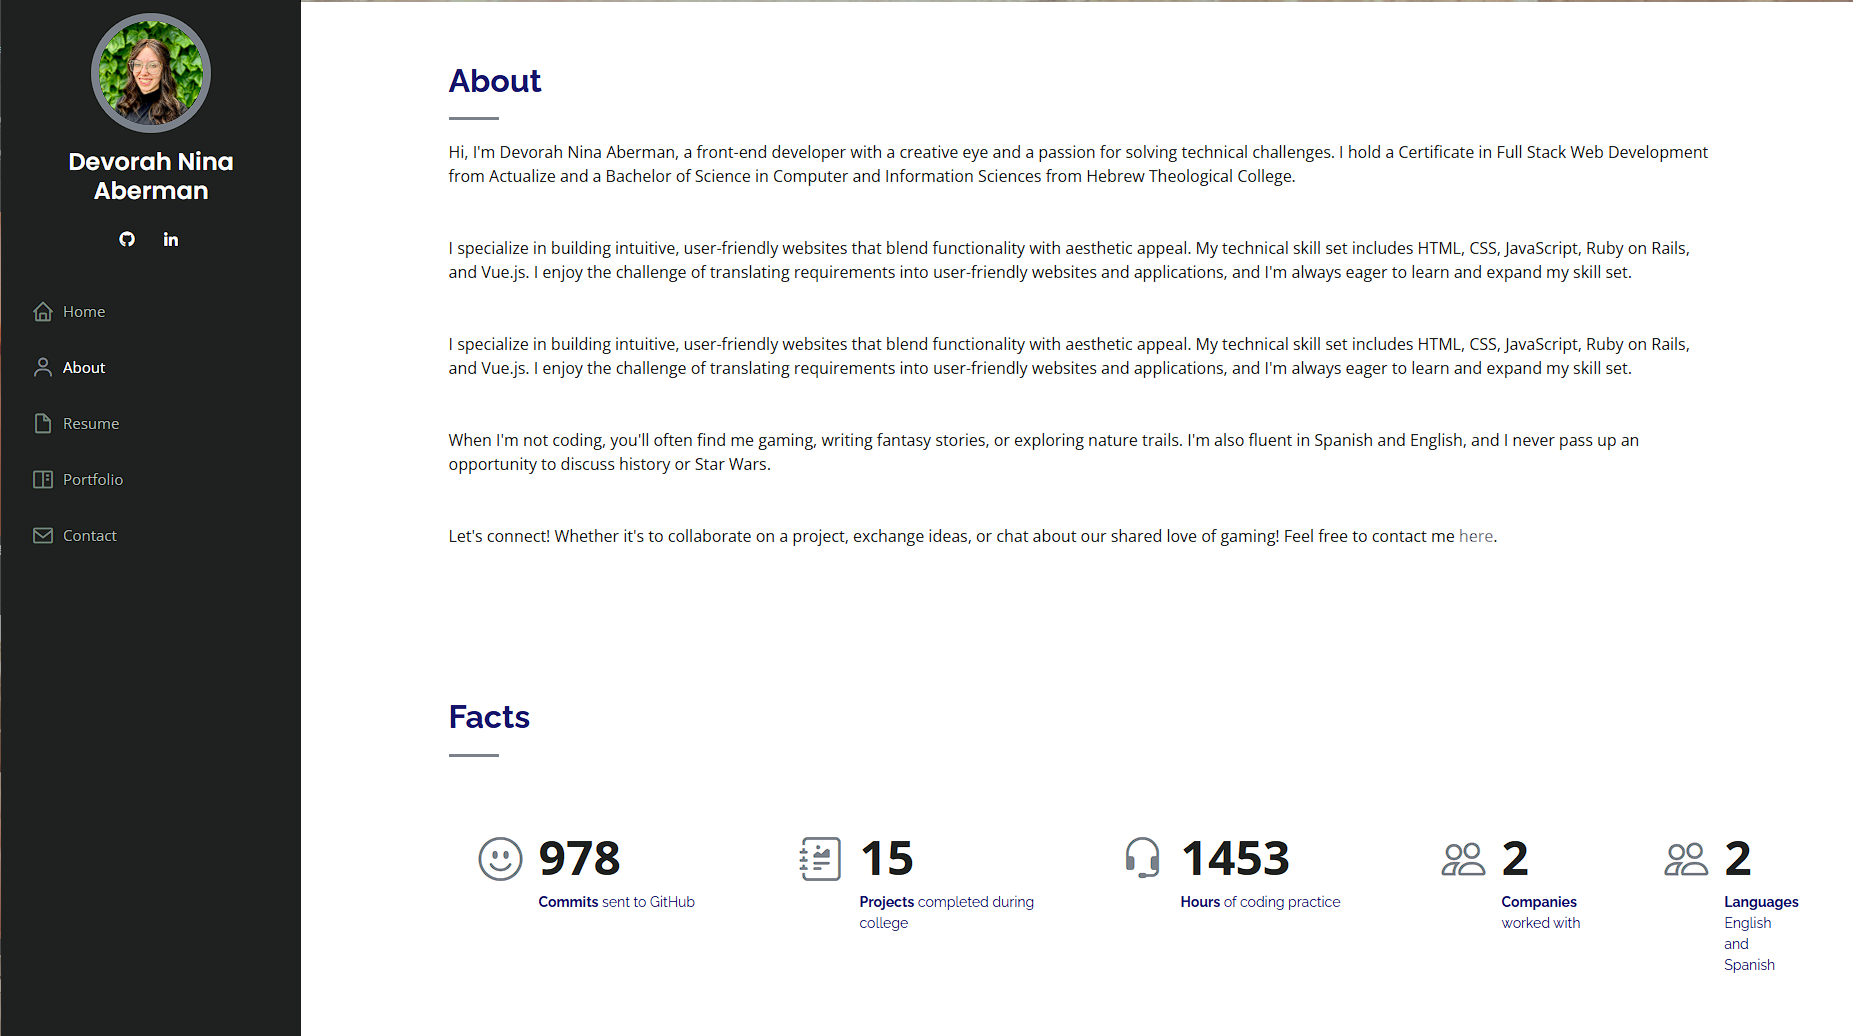 Devorah Nina
Aberman
Home
About
Resume
Portfolio
Contact
About
Hi, I'm Devorah Nina Aberman, a front-end developer with a creative eye and a passion for solving technical challenges. I hold a Certificate in Full Stack Web Development
from Actualize and a Bachelor of Science in Computer and Information Sciences from Hebrew Theological College.
I specialize in building intuitive, user-friendly websites that blend functionality with aesthetic appeal. My technical skill set includes HTML, CSS, JavaScript, Ruby on Rails,
and Vue.js. I enjoy the challenge of translating requirements into user-friendly websites and applications, and I'm always eager to learn and expand my skill set.
I specialize in building intuitive, user-friendly websites that blend functionality with aesthetic appeal. My technical skill set includes HTML, CSS, JavaScript, Ruby on Rails,
and Vue.js. I enjoy the challenge of translating requirements into user-friendly websites and applications, and I'm always eager to learn and expand my skill set.
When I'm not coding, you'll often find me gaming, writing fantasy stories, or exploring nature trails. I'm also fluent in Spanish and English, and I never pass up an
opportunity to discuss history or Star Wars.
Let's connect! Whether it's to collaborate on a project, exchange ideas, or chat about our shared love of gaming! Feel free to contact me here.
Facts
978
Commits sent to GitHub
15
Projects completed during
college
1453
Hours of coding practice
2
Companies
worked with
2
Languages
English
and
Spanish